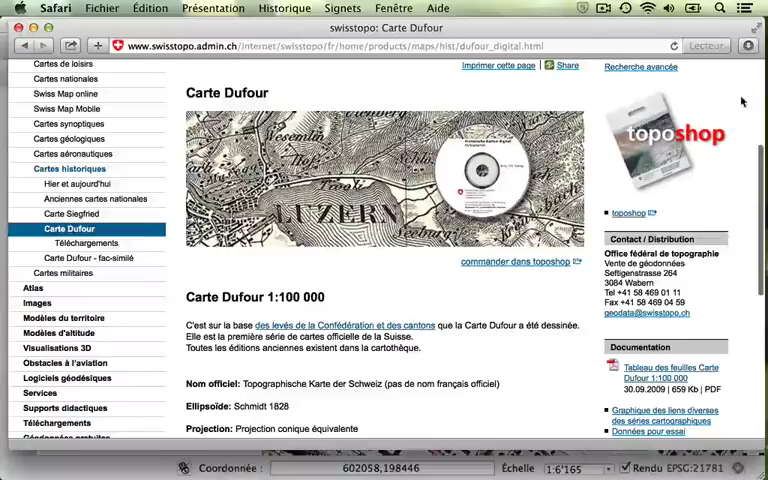 Safari Fichier Édition Présentation Historique Signets Fenêtre Aide
swisstopo: Carte Dufour
www.swisstopo.admin.ch/internet/swisstopo/fr/home/products/maps/hist/dufour_digital.html
Lecteur
Cartes de loisirs
Cartes nationales
Swiss Map online
Swiss Map Mobile
Cartes synoptiques
Cartes géologiques
Cartes aéronautiques
Cartes historiques
Hier et aujourd'hui
Anciennes cartes nationales
Carte Siegfried
Carte Dufour
Téléchargements
Carte Dufour - fac-similé
Cartes militaires
Atlas
Images
Modèles du territoire
Modèles d'altitude
Visualisations 3D
Obstacles à l'aviation
Logiciels géodésiques
Services
Supports didactiques
Téléchargements
Géodonnées gratuites
Imprimer cette page | Share
Carte Dufour
Wesemlin
Tivoli
LUZERN
Seeburg
commander dans toposhop
Carte Dufour 1:100 000
C'est sur la base des levés de la Confédération et des cantons que la Carte Dufour a été dessinée.
Elle est la première série de cartes officielle de la Suisse.
Toutes les éditions anciennes existent dans la cartothèque.
Nom officiel: Topographische Karte der Schweiz (pas de nom français officiel)
Ellipsoïde: Schmidt 1828
Projection: Projection conique équivalente
Recherche avancée
toposhop
toposhop
Contact / Distribution
Office fédéral de topographie
Vente de géodonnées
Seftigenstrasse 264
3084 Wabern
Tel +41 58 469 01 11
Fax +41 58 469 04 59
geodata@swisstopo.ch
Documentation
Tableau des feuilles Carte
Dufour 1:100 000
30.09.2009 | 659 Kb | PDF
Graphique des liens diverses
des séries cartographiques
Données pour essai
Coordonnée : 602058,198446 Échelle 1:6'165 Rendu EPSG:21781